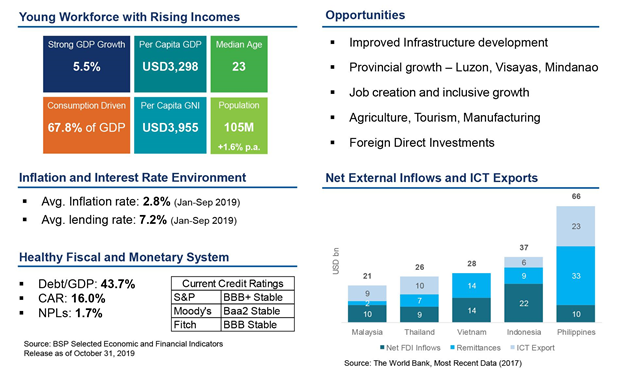 Young Workforce with Rising Incomes
Strong GDP Growth
5.5%
Per Capita GDP
USD3,298
Median Age
23
Consumption Driven
67.8% of GDP
Per Capita GNI
USD3,955
Population
105M
+1.6% p.a.
Inflation and Interest Rate Environment
▪ Avg. Inflation rate: 2.8% (Jan-Sep 2019)
▪ Avg. lending rate: 7.2% (Jan-Sep 2019)
Healthy Fiscal and Monetary System
▪ Debt/GDP: 43.7%
▪ CAR: 16.0%
▪ NPLs: 1.7%
Current Credit Ratings
S&P BBB+ Stable
Moody's Baa2 Stable
Fitch BBB Stable
Source: BSP Selected Economic and Financial Indicators
Release as of October 31, 2019
Opportunities
▪ Improved Infrastructure development
▪ Provincial growth – Luzon, Visayas, Mindanao
▪ Job creation and inclusive growth
▪ Agriculture, Tourism, Manufacturing
▪ Foreign Direct Investments
Net External Inflows and ICT Exports
USD bn
21
9
2
10
26
10
7
9
28
14
14
37
6
9
22
66
23
33
10
Malaysia Thailand Vietnam Indonesia Philippines
Net FDI Inflows Remittances ICT Export
Source: The World Bank, Most Recent Data (2017)